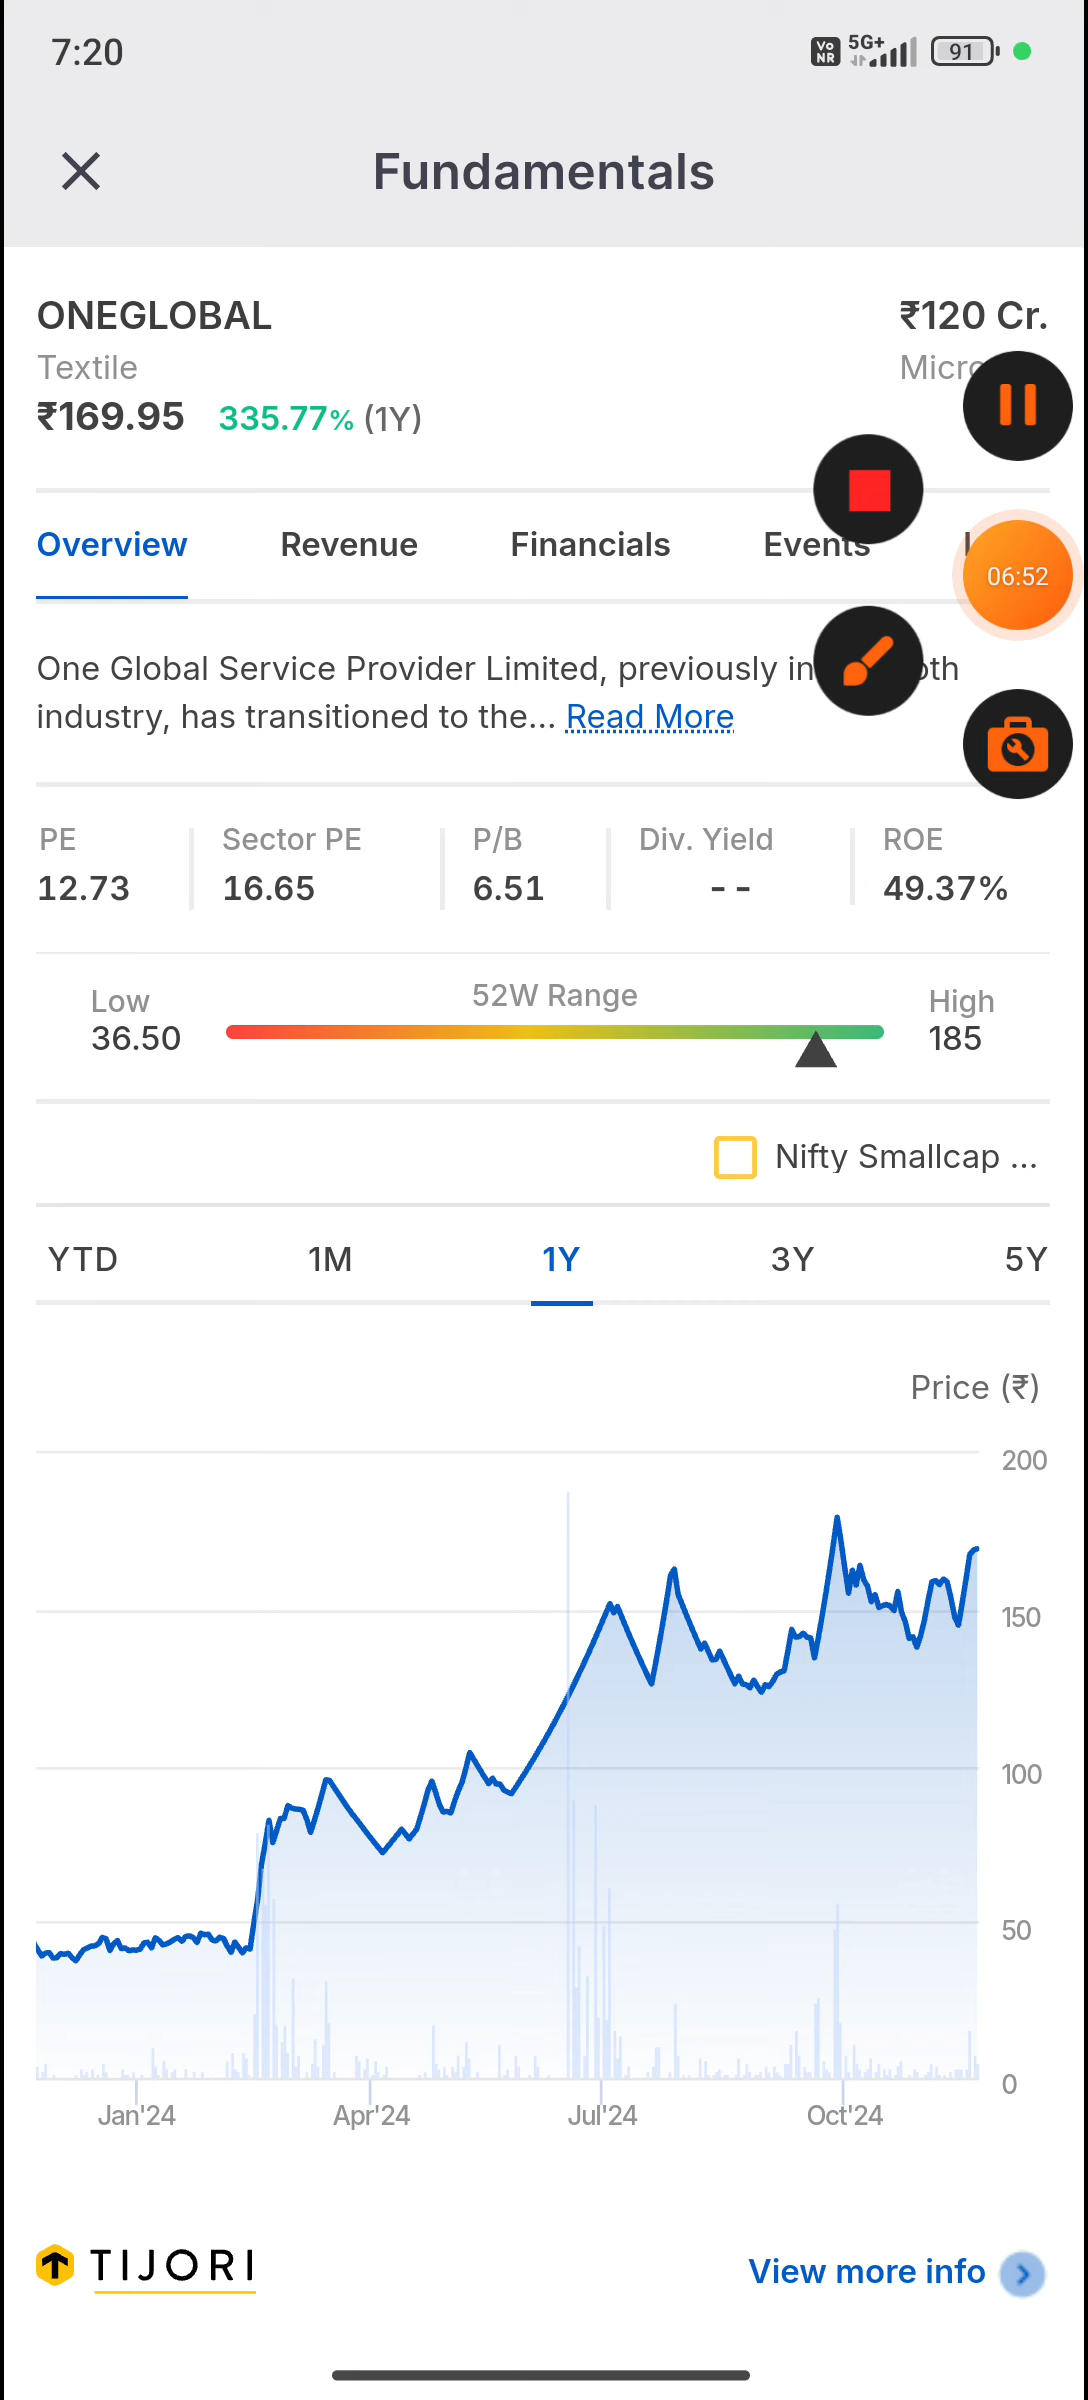 7:20
Vo NR 5G+ 91
Fundamentals
ONEGLOBAL
₹120 Cr.
Textile
₹169.95 335.77% (1Y)
Overview Revenue Financials Events
06:52
One Global Service Provider Limited, previously in
industry, has transitioned to the... Read More
PE Sector PE P/B Div. Yield ROE
12.73 16.65 6.51 -- 49.37%
Low 52W Range High
36.50 185
Nifty Smallcap ...
YTD 1M 1Y 3Y 5Y
Price (₹)
200
150
100
50
0
Jan'24 Apr'24 Jul'24 Oct'24
TIJORI View more info